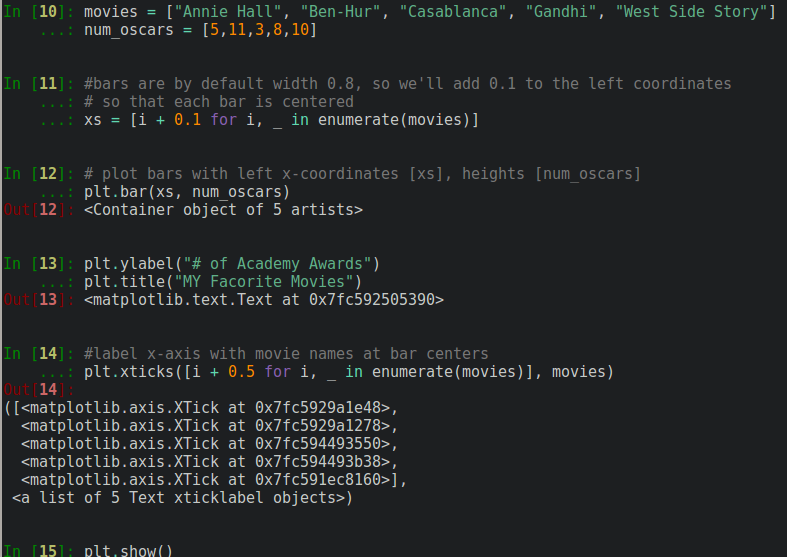 In [10]: movies = ["Annie Hall", "Ben-Hur", "Casablanca", "Gandhi", "West Side Story"]
    ...: num_oscars = [5,11,3,8,10]
In [11]: #bars are by default width 0.8, so we'll add 0.1 to the left coordinates
    ...: # so that each bar is centered
    ...: xs = [i + 0.1 for i, _ in enumerate(movies)]
In [12]: # plot bars with left x-coordinates [xs], heights [num_oscars]
    ...: plt.bar(xs, num_oscars)
Out[12]: <Container object of 5 artists>
In [13]: plt.ylabel("# of Academy Awards")
    ...: plt.title("MY Facorite Movies")
Out[13]: <matplotlib.text.Text at 0x7fc592505390>
In [14]: #label x-axis with movie names at bar centers
    ...: plt.xticks([i + 0.5 for i, _ in enumerate(movies)], movies)
Out[14]:
([<matplotlib.axis.XTick at 0x7fc5929a1e48>,
  <matplotlib.axis.XTick at 0x7fc5929a1278>,
  <matplotlib.axis.XTick at 0x7fc594493550>,
  <matplotlib.axis.XTick at 0x7fc594493b38>,
  <matplotlib.axis.XTick at 0x7fc591ec8160>],
 <a list of 5 Text xticklabel objects>)
In [15]: plt.show()